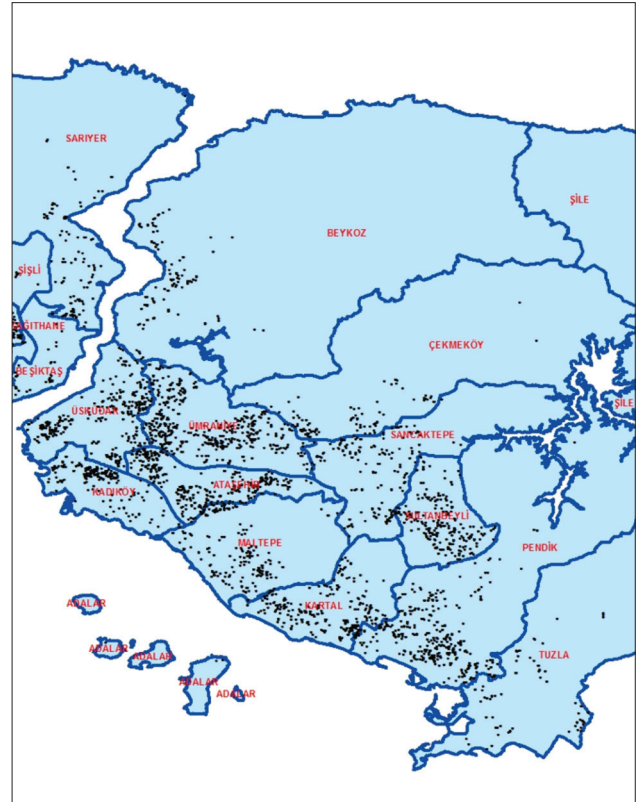 SARIYER
ŞİLE
BEYKOZ
ŞİŞLİ
KAĞITHANE
ÇEKMEKÖY
BEŞİKTAŞ
ŞİLE
ÜSKÜDAR
ÜMRANİYE
SANCAKTEPE
ATAŞEHİR
KADIKÖY
SULTANBEYLİ
MALTEPE
PENDİK
ADALAR
KARTAL
ADALAR
ADALAR
TUZLA
ADALAR
ADALAR